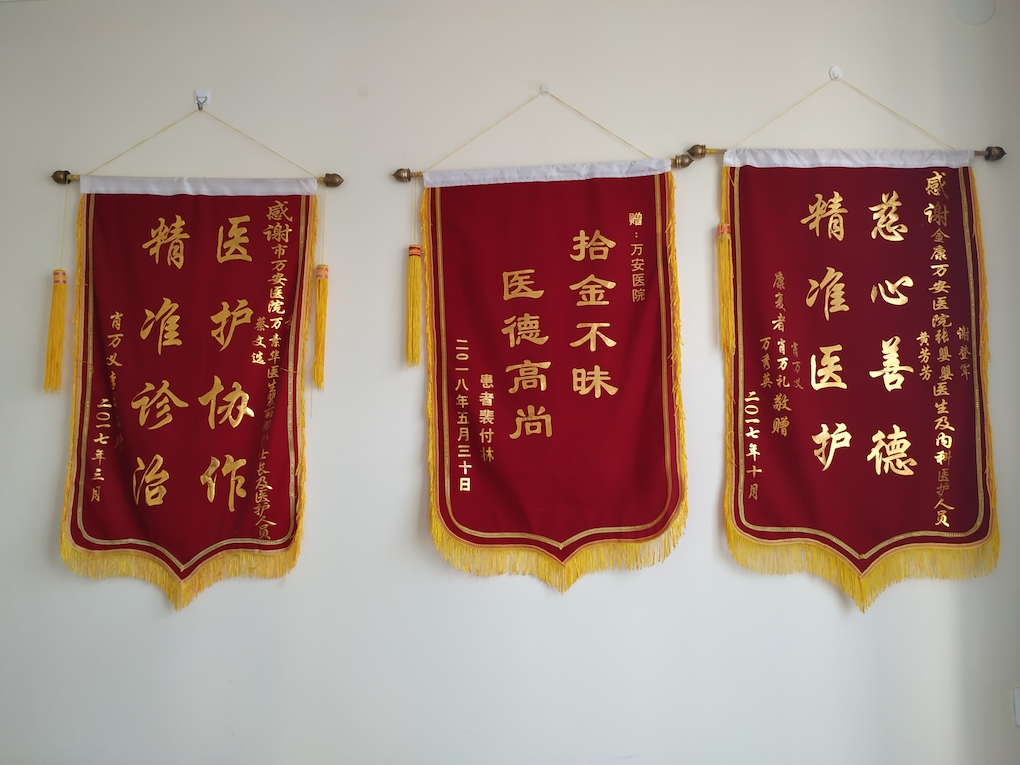 感谢市万安医院万素华医生
蔡文选
士长及医护人员
医护协作
精准诊治
肖万义
二〇一七年三月
赠：万安医院
拾金不昧
医德高尚
患者裴付林
二〇一八年五月三十日
感谢金康万安医院张婴婴医生及内科医护人员
谢登军
黄芳芳
慈心善德
精准医护
肖万义
康复者肖万礼敬赠
万秀英
二〇一七年十月